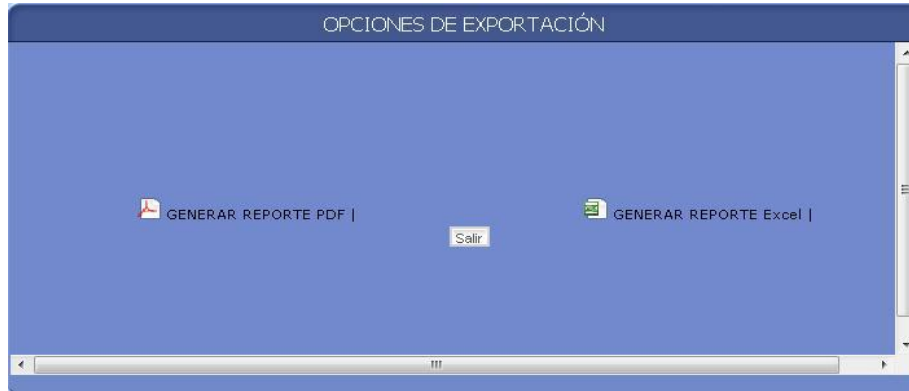 OPCIONES DE EXPORTACIÓN
GENERAR REPORTE PDF | GENERAR REPORTE Excel |
Salir